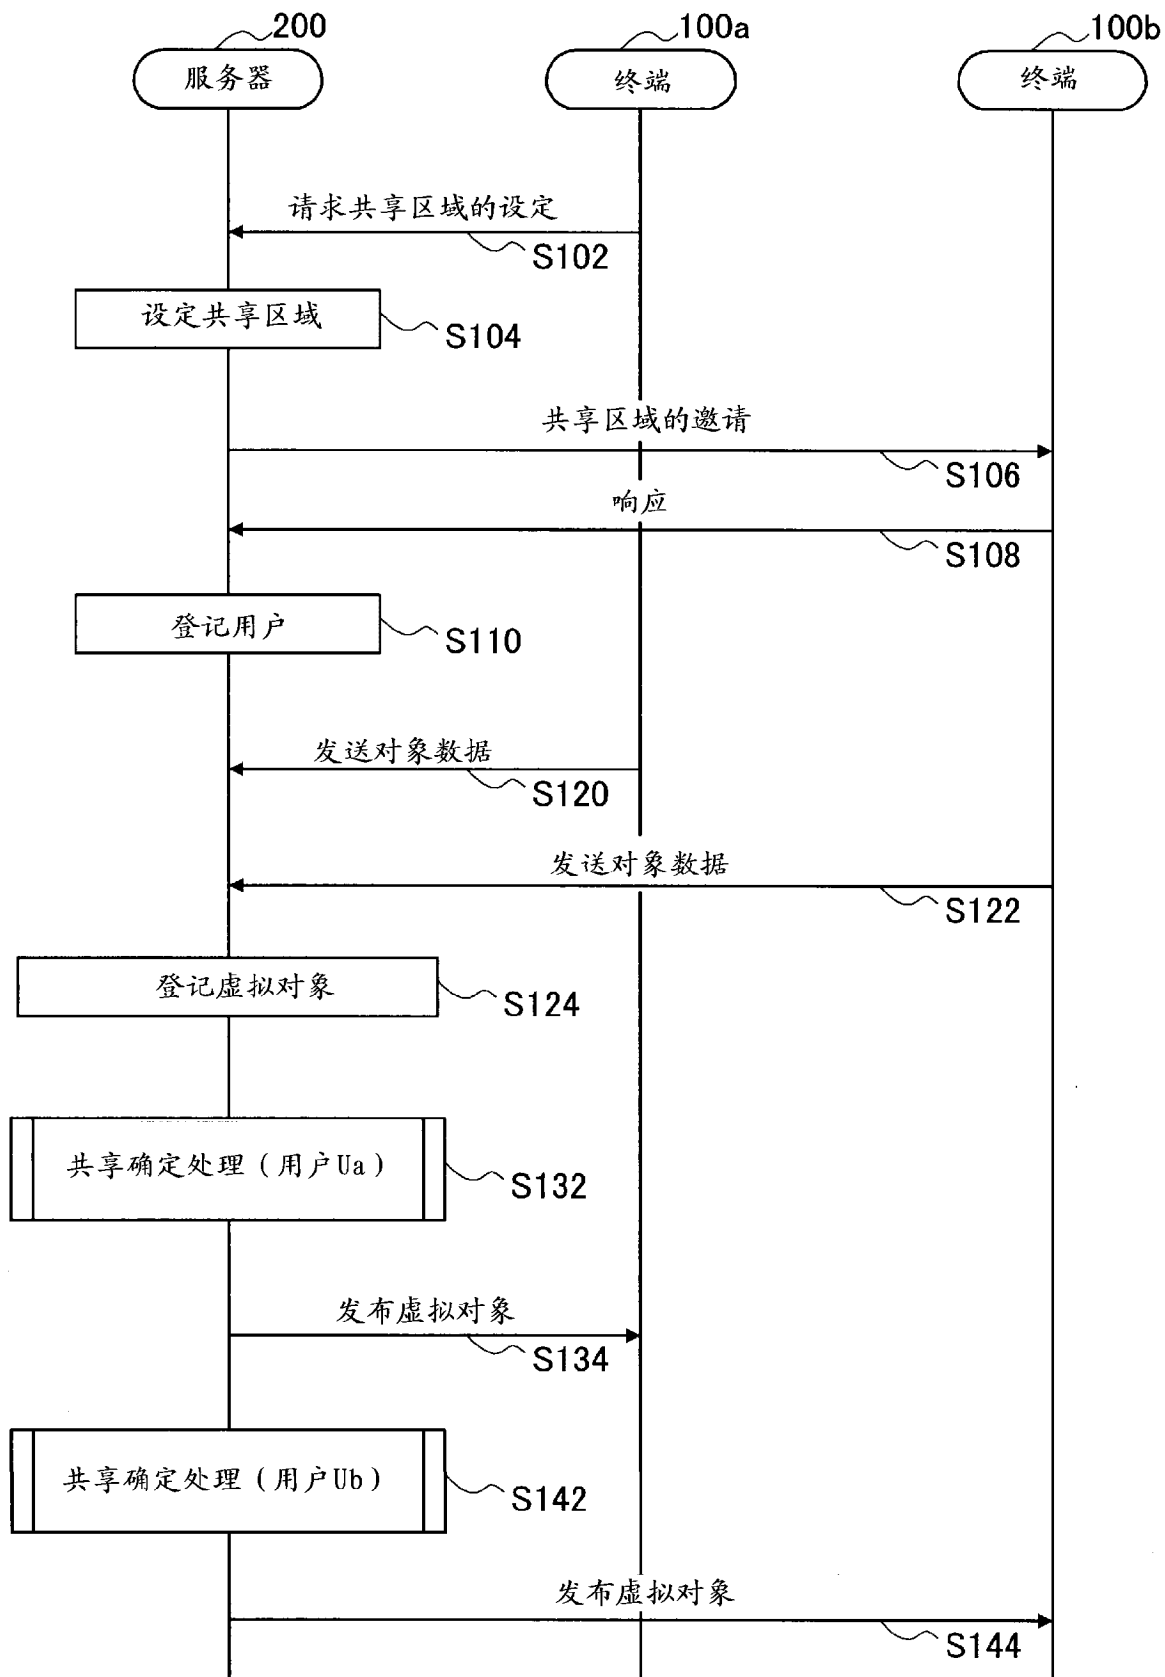 200
100a
100b
服务器
终端
终端
请求共享区域的设定
S102
设定共享区域
S104
共享区域的邀请
S106
响应
S108
登记用户
S110
发送对象数据
S120
发送对象数据
S122
登记虚拟对象
S124
共享确定处理(用户Ua)
S132
发布虚拟对象
S134
共享确定处理(用户Ub)
S142
发布虚拟对象
S144